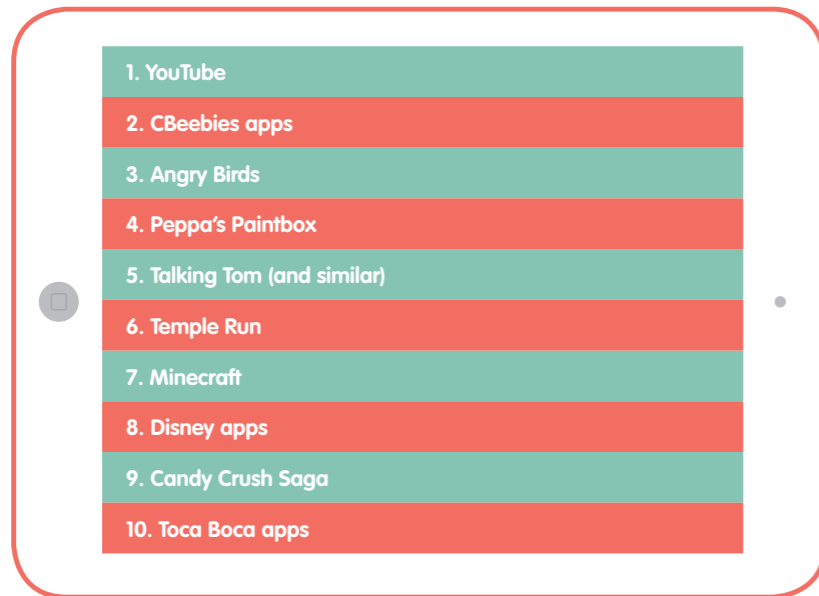 1. YouTube
2. CBeebies apps
3. Angry Birds
4. Peppa’s Paintbox
5. Talking Tom (and similar)
6. Temple Run
7. Minecraft
8. Disney apps
9. Candy Crush Saga
10. Toca Boca apps